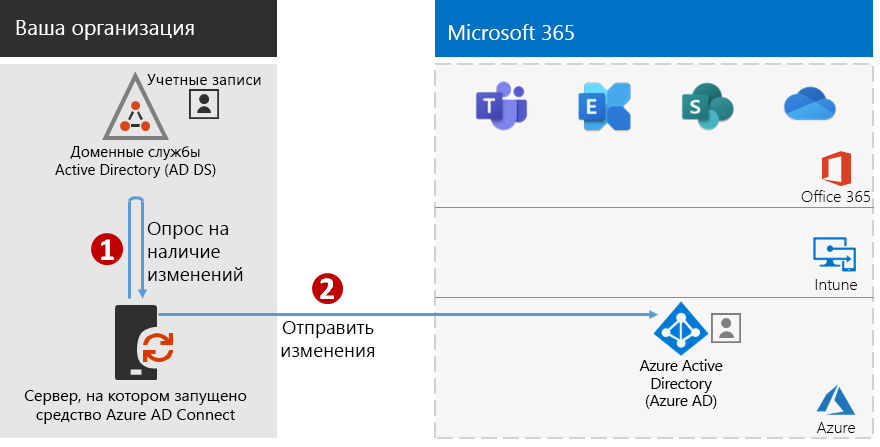 Ваша организация
Microsoft 365
Учетные записи
Доменные службы
Active Directory (AD DS)
T
E
S
Office 365
1
Опрос на
наличие
изменений
Intune
2
Отправить
изменения
Сервер, на котором запущено
средство Azure AD Connect
Azure Active
Directory
(Azure AD)
Azure